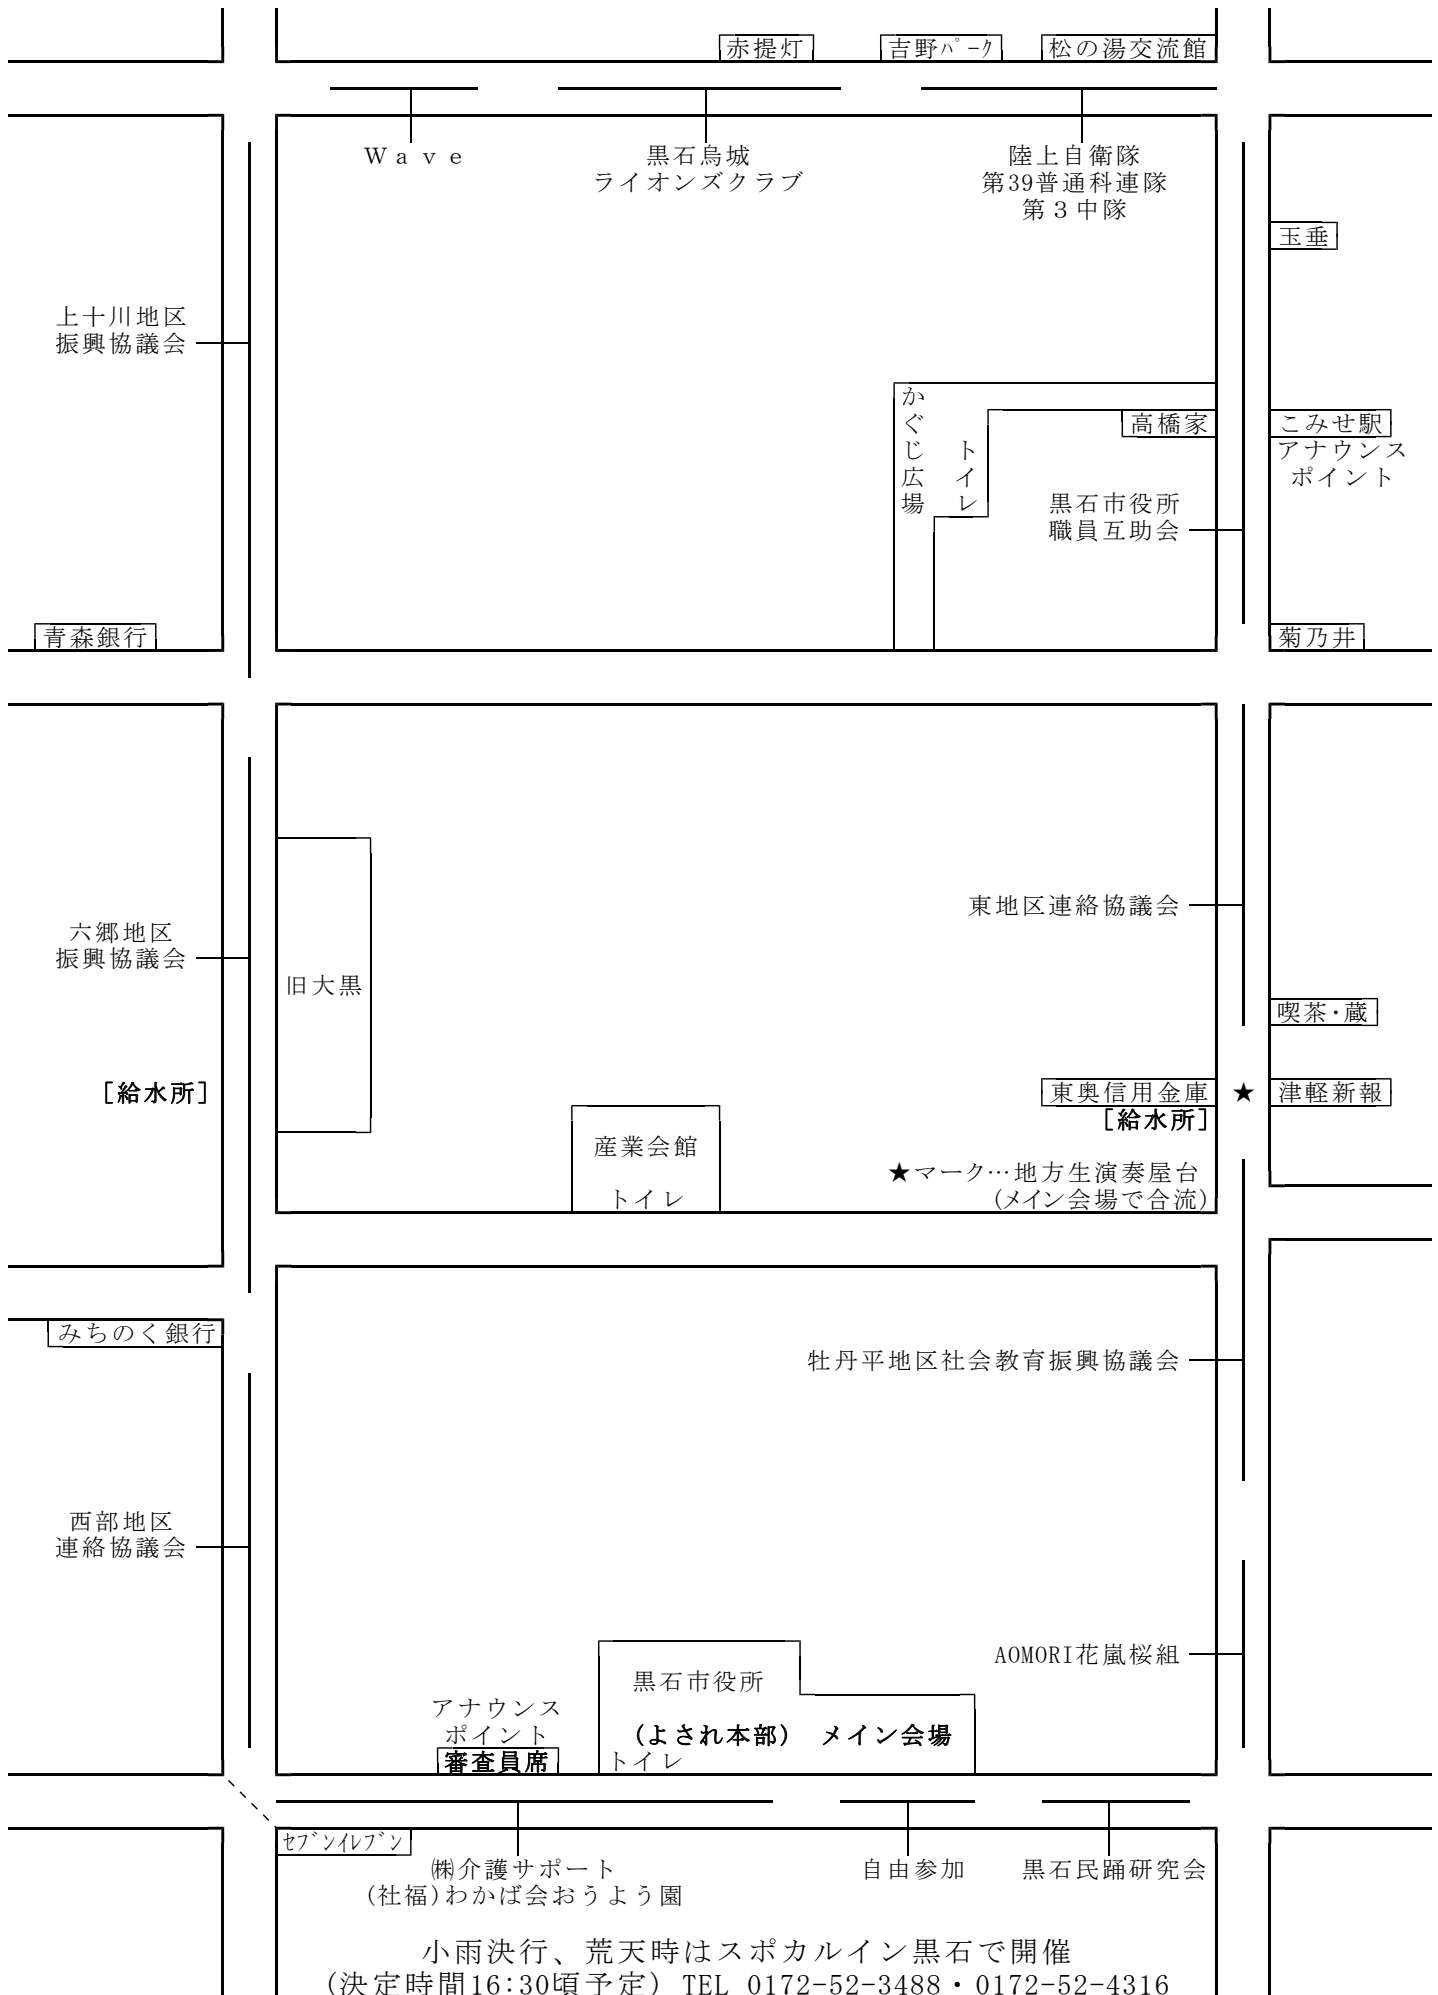 赤提灯
吉野ﾊﾟｰｸ
松の湯交流館
Ｗａｖｅ
黒石烏城
ライオンズクラブ
陸上自衛隊
第39普通科連隊
第３中隊
玉垂
上十川地区
振興協議会
かぐじ広場
トイレ
高橋家
こみせ駅
アナウンス
ポイント
黒石市役所
職員互助会
青森銀行
菊乃井
東地区連絡協議会
六郷地区
振興協議会
旧大黒
喫茶・蔵
［給水所］
東奥信用金庫
★
津軽新報
［給水所］
産業会館
トイレ
★マーク…地方生演奏屋台
(メイン会場で合流)
みちのく銀行
牡丹平地区社会教育振興協議会
西部地区
連絡協議会
AOMORI花嵐桜組
黒石市役所
(よされ本部)　メイン会場
トイレ
アナウンス
ポイント
審査員席
ｾﾌﾞﾝｲﾚﾌﾞﾝ
㈱介護サポート
(社福)わかば会おうよう園
自由参加
黒石民踊研究会
小雨決行、荒天時はスポカルイン黒石で開催
(決定時間16:30頃予定) TEL 0172-52-3488・0172-52-4316